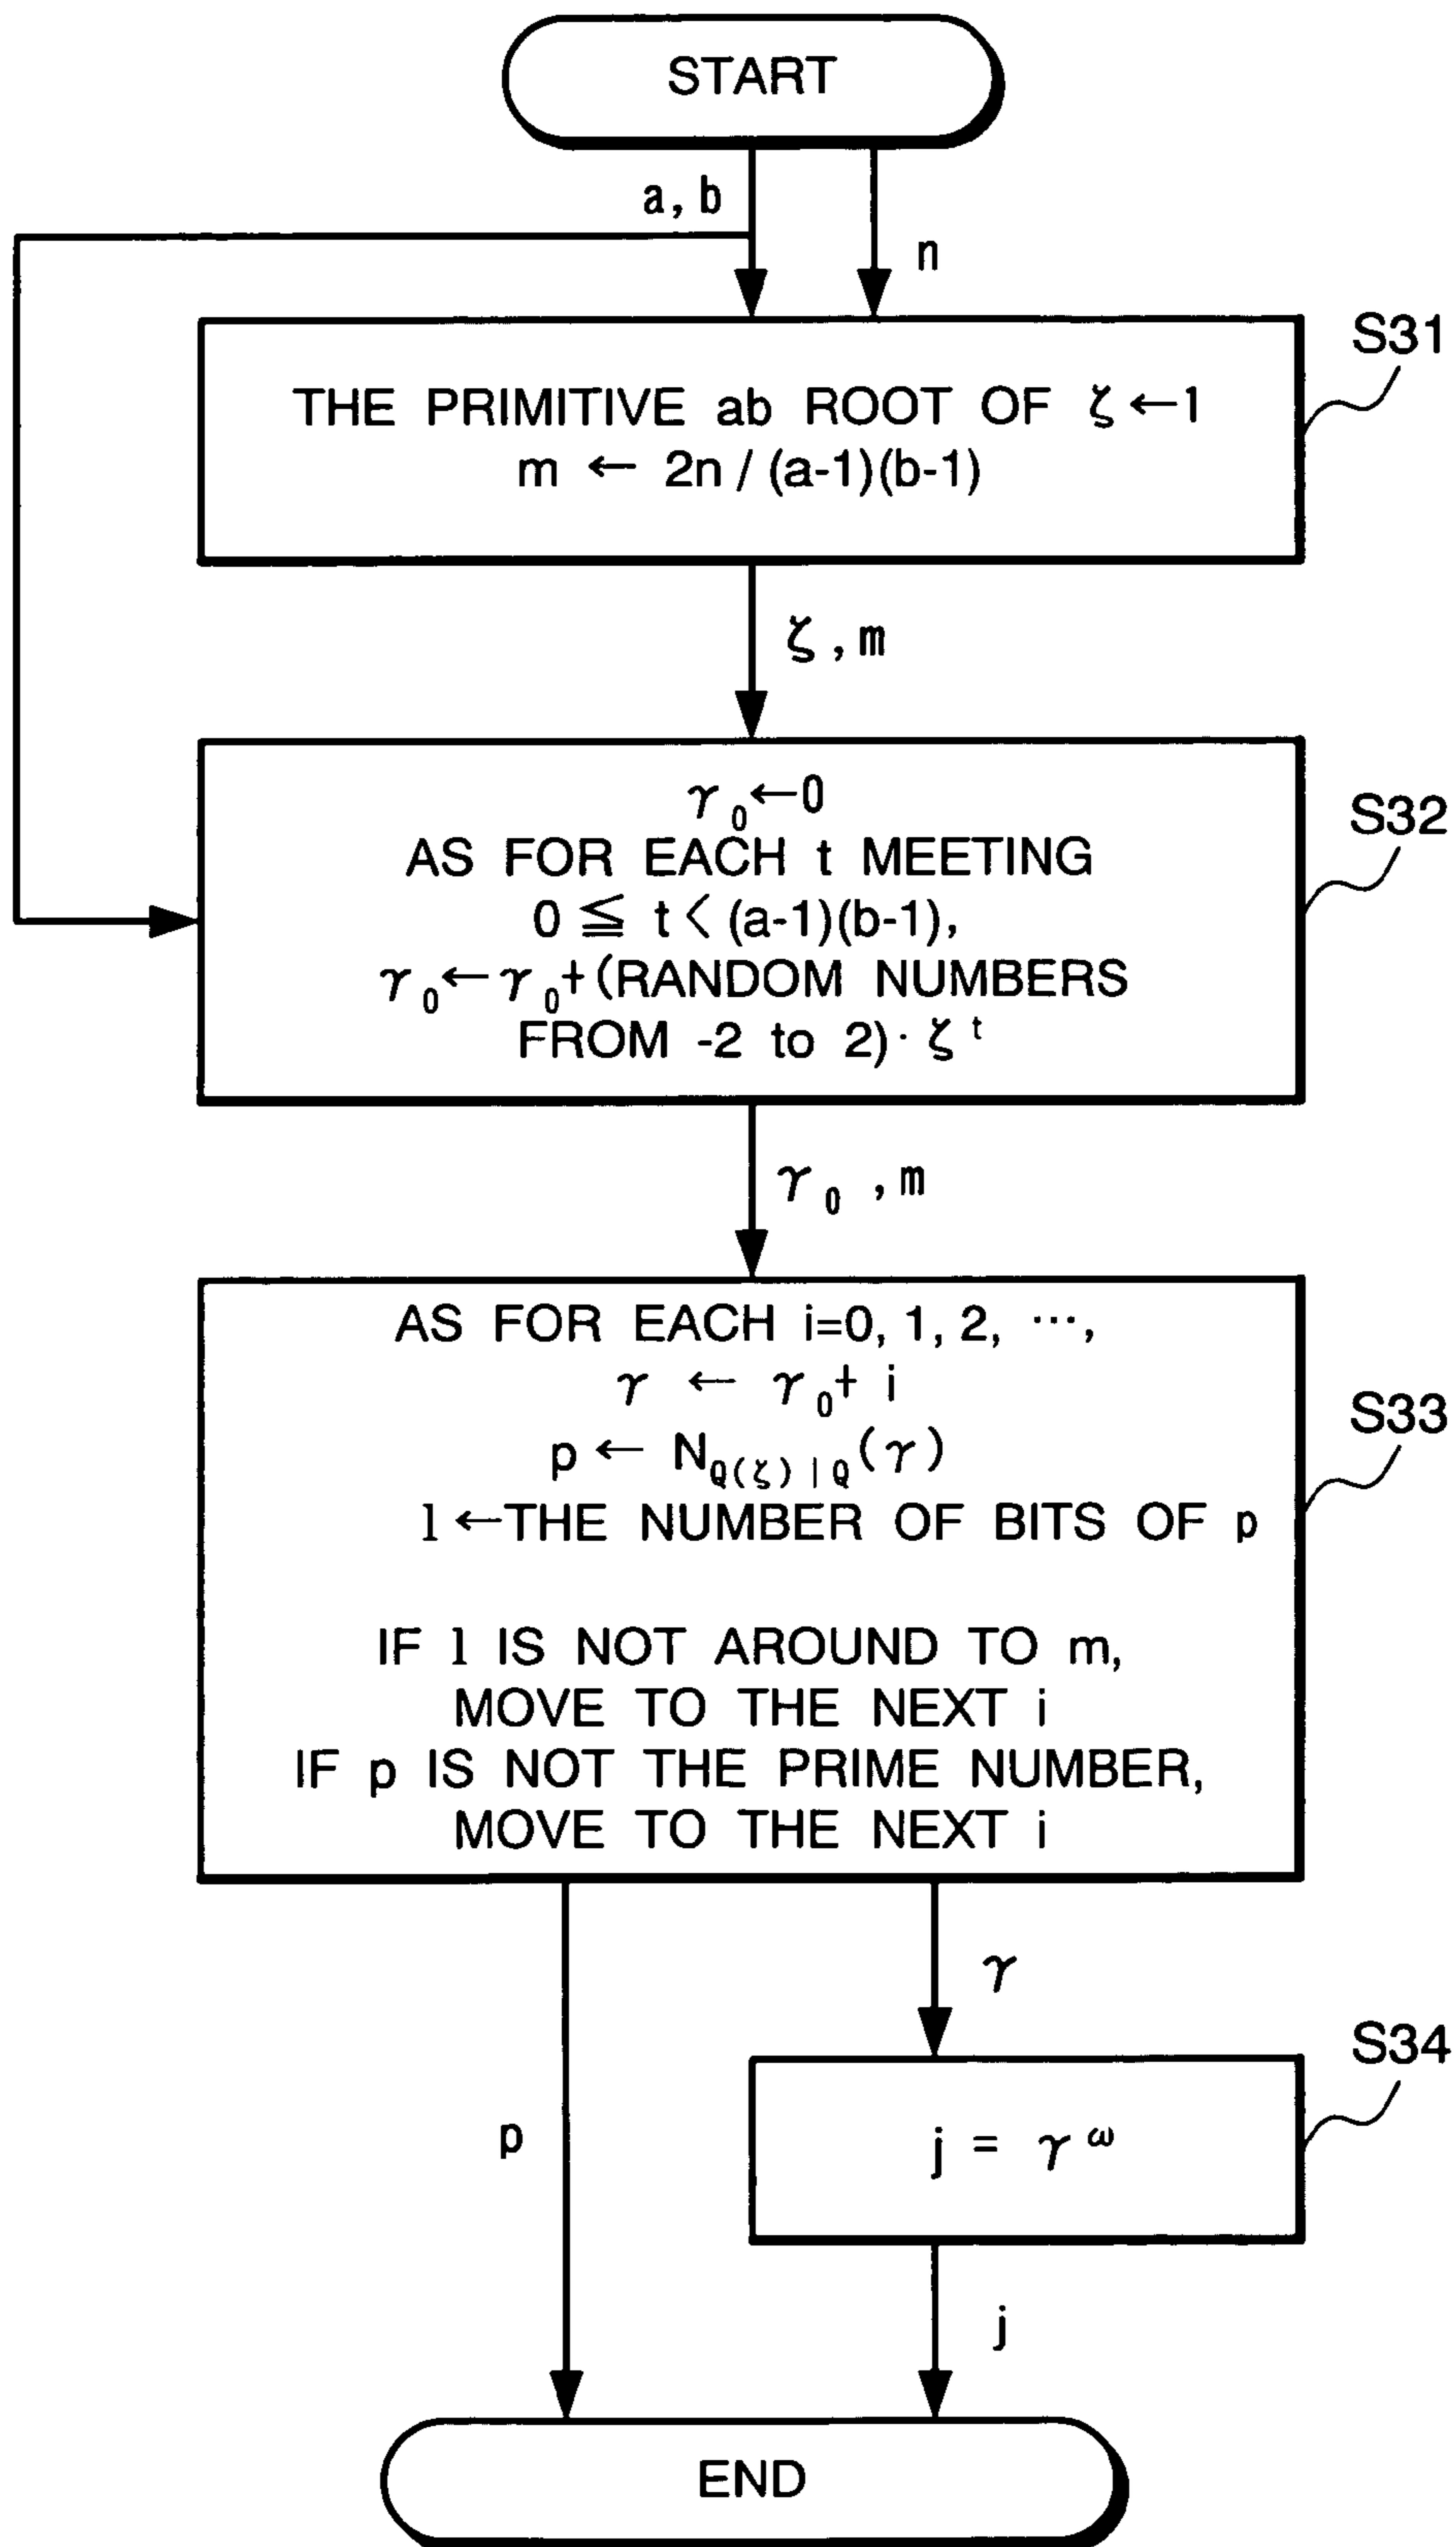 START
a, b
n
S31
THE PRIMITIVE ab ROOT OF ζ ← 1
m ← 2n / (a-1)(b-1)
ζ, m
S32
γ₀ ← 0
AS FOR EACH t MEETING
0 ≦ t < (a-1)(b-1),
γ₀ ← γ₀ + (RANDOM NUMBERS
FROM -2 to 2) · ζᵗ
γ₀ , m
S33
AS FOR EACH i=0, 1, 2, ⋯,
γ ← γ₀ + i
p ← N_{Q(ζ) | Q}(γ)
l ← THE NUMBER OF BITS OF p
IF l IS NOT AROUND TO m,
MOVE TO THE NEXT i
IF p IS NOT THE PRIME NUMBER,
MOVE TO THE NEXT i
γ
S34
p
j = γ^ω
j
END